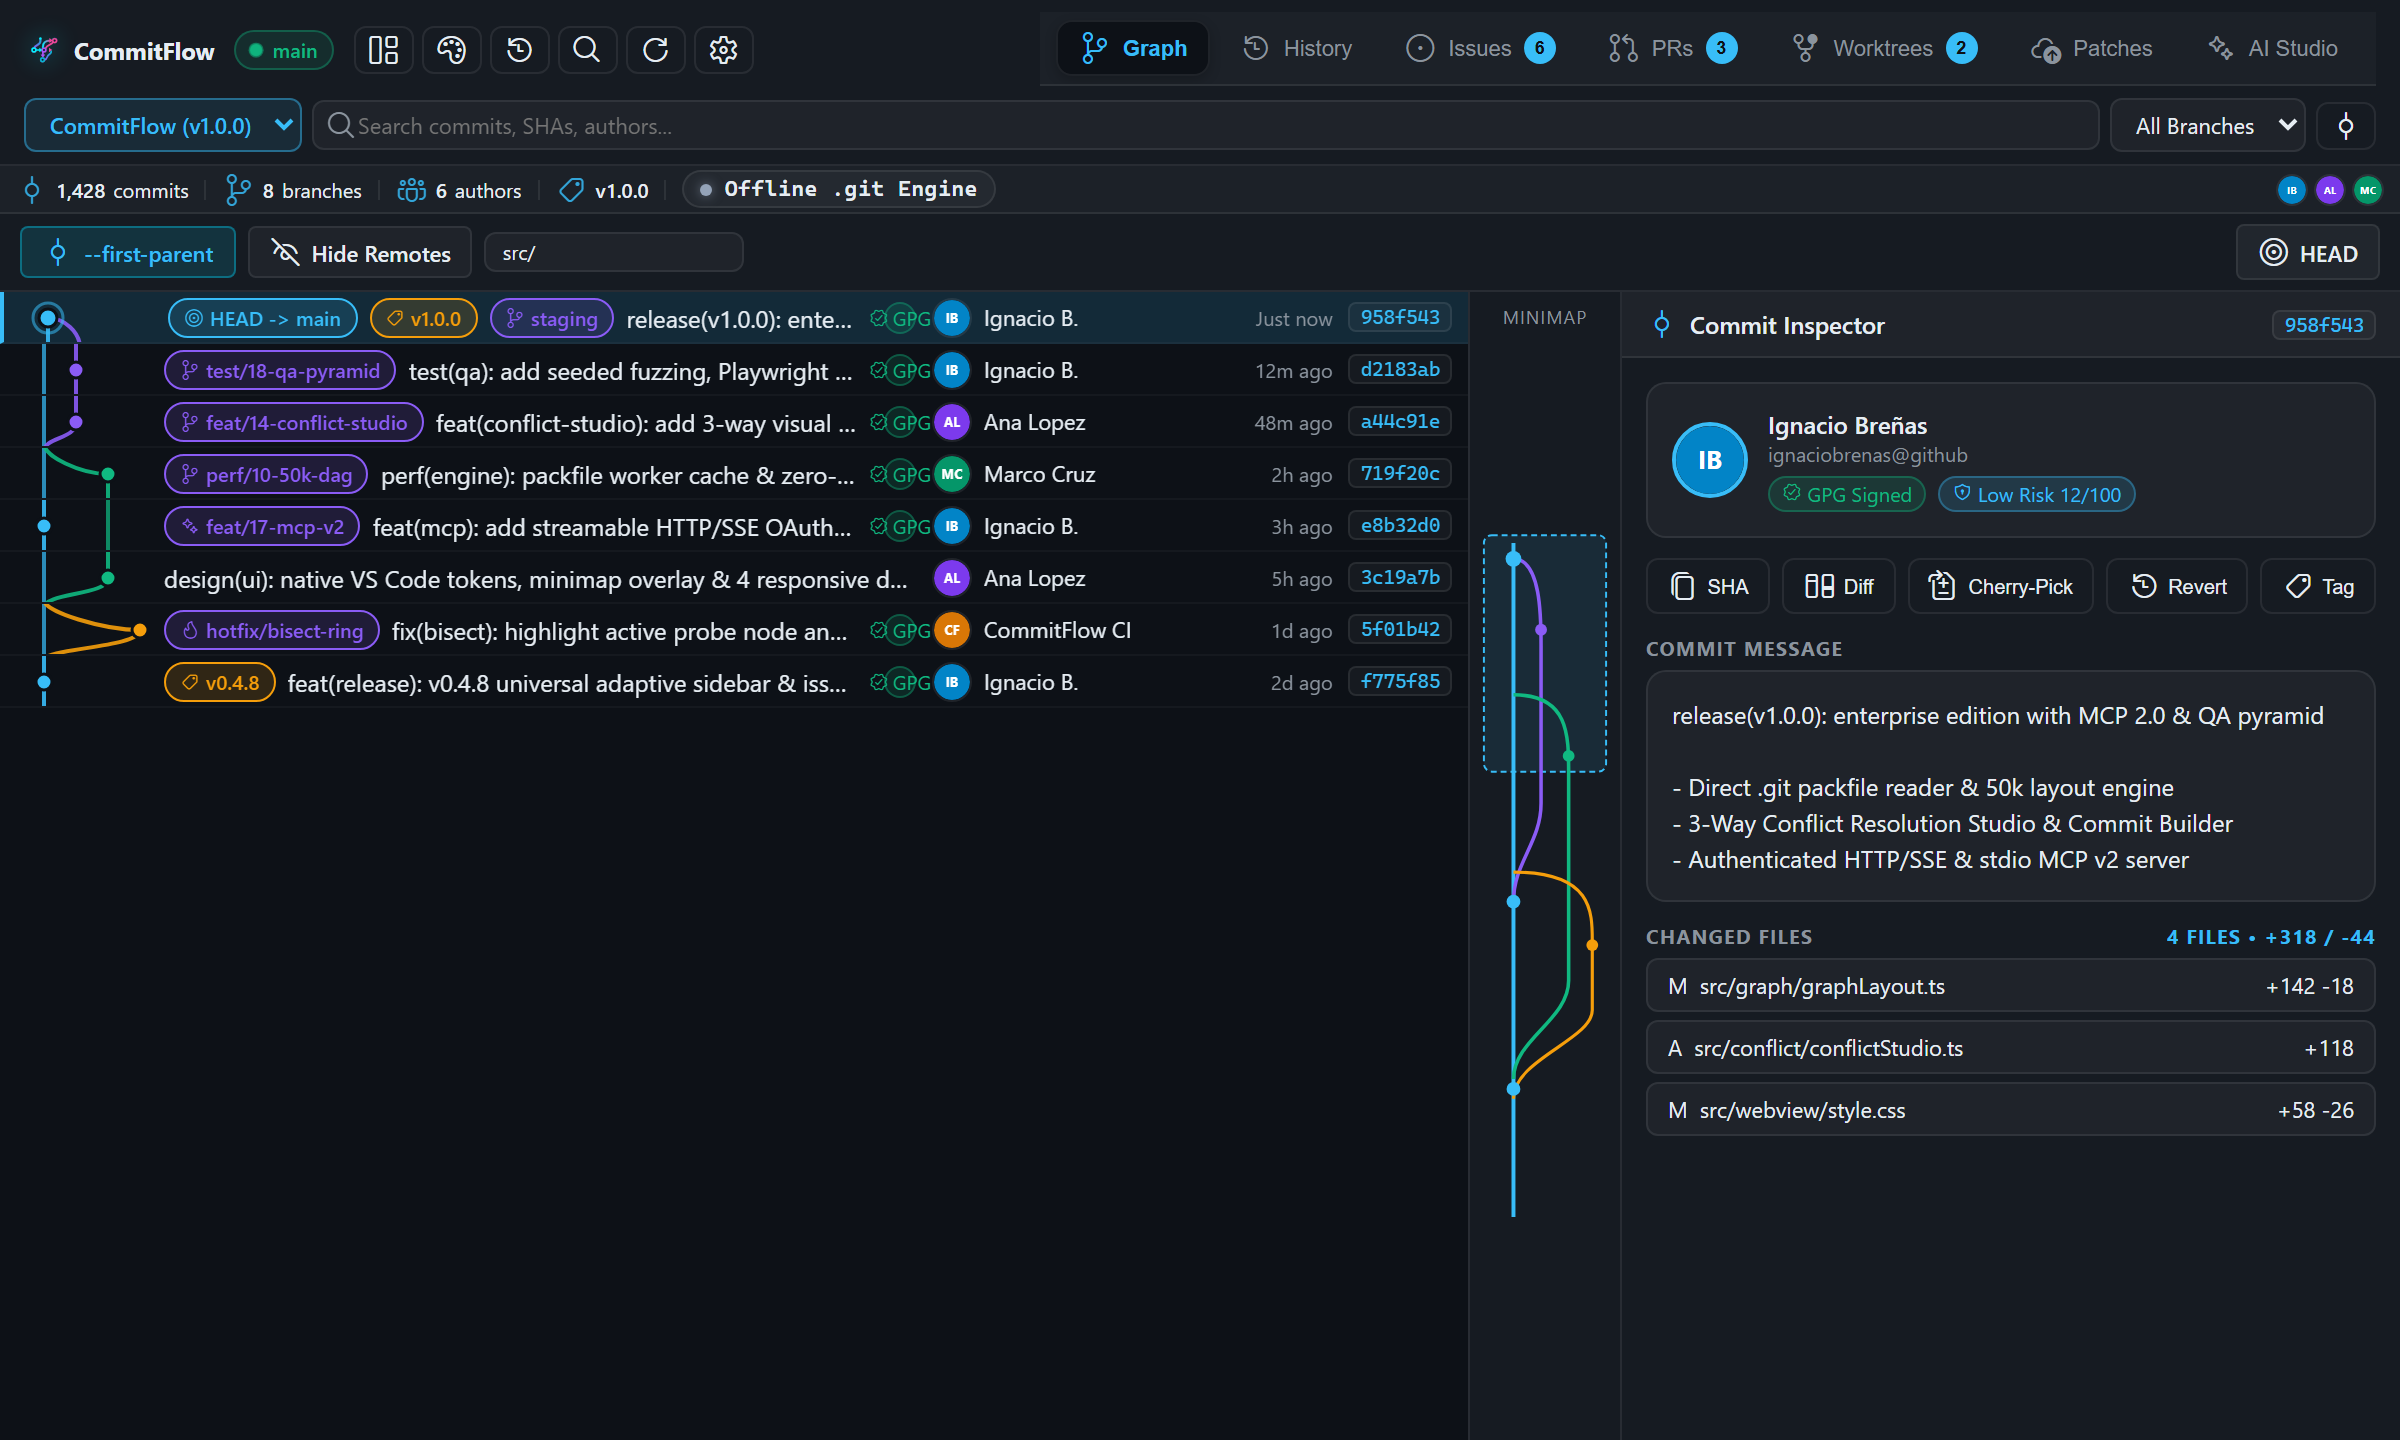 CommitFlow main Graph History Issues 6 PRs 3 Worktrees 2 Patches AI Studio
CommitFlow (v1.0.0) Search commits, SHAs, authors... All Branches
1,428 commits 8 branches 6 authors v1.0.0 Offline .git Engine IB AL MC
--first-parent Hide Remotes src/ HEAD
HEAD -> main v1.0.0 staging release(v1.0.0): ente... GPG IB Ignacio B. Just now 958f543
test/18-qa-pyramid test(qa): add seeded fuzzing, Playwright ... GPG IB Ignacio B. 12m ago d2183ab
feat/14-conflict-studio feat(conflict-studio): add 3-way visual ... GPG AL Ana Lopez 48m ago a44c91e
perf/10-50k-dag perf(engine): packfile worker cache & zero-... GPG MC Marco Cruz 2h ago 719f20c
feat/17-mcp-v2 feat(mcp): add streamable HTTP/SSE OAuth... GPG IB Ignacio B. 3h ago e8b32d0
design(ui): native VS Code tokens, minimap overlay & 4 responsive d... AL Ana Lopez 5h ago 3c19a7b
hotfix/bisect-ring fix(bisect): highlight active probe node an... GPG CF CommitFlow CI 1d ago 5f01b42
v0.4.8 feat(release): v0.4.8 universal adaptive sidebar & iss... GPG IB Ignacio B. 2d ago f775f85
MINIMAP
Commit Inspector 958f543
IB
Ignacio Breñas
ignaciobrenas@github
GPG Signed Low Risk 12/100
SHA Diff Cherry-Pick Revert Tag
COMMIT MESSAGE
release(v1.0.0): enterprise edition with MCP 2.0 & QA pyramid
- Direct .git packfile reader & 50k layout engine
- 3-Way Conflict Resolution Studio & Commit Builder
- Authenticated HTTP/SSE & stdio MCP v2 server
CHANGED FILES 4 FILES • +318 / -44
M src/graph/graphLayout.ts +142 -18
A src/conflict/conflictStudio.ts +118
M src/webview/style.css +58 -26